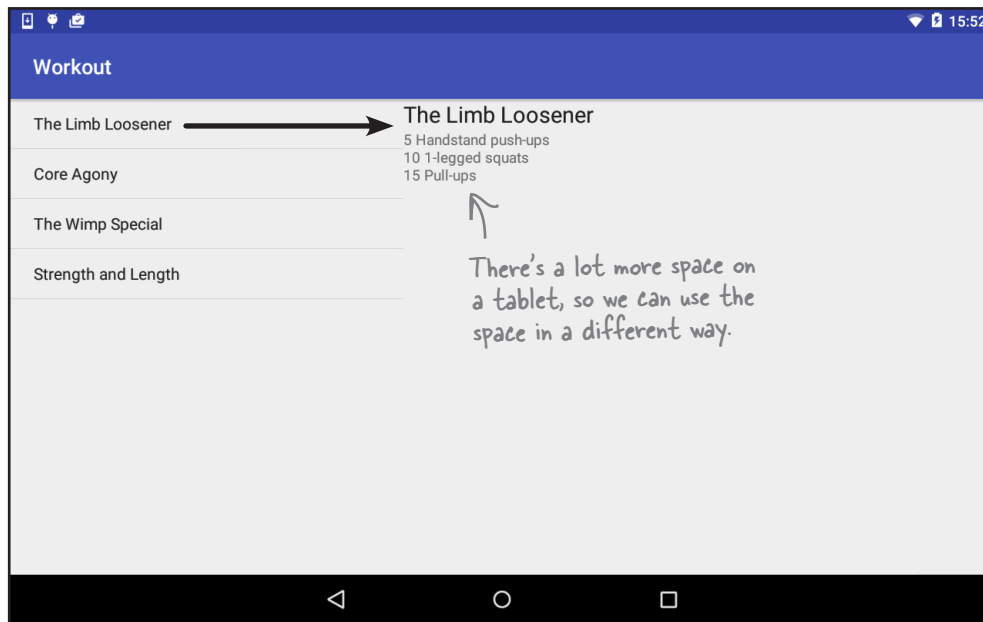 15:52
Workout
The Limb Loosener
Core Agony
The Wimp Special
Strength and Length
The Limb Loosener
5 Handstand push-ups
10 1-legged squats
15 Pull-ups
There's a lot more space on
a tablet, so we can use the
space in a different way.